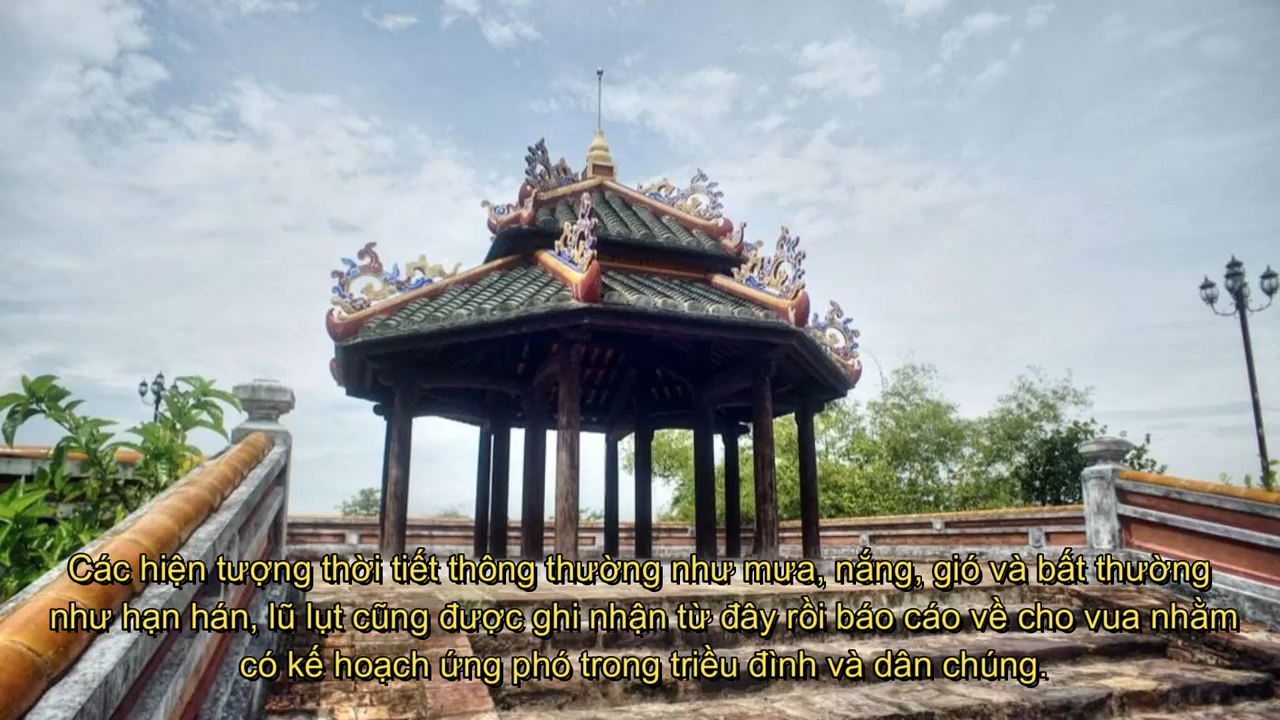 Các hiện tượng thời tiết thông thường như mưa, nắng, gió và bất thường
như hạn hán, lũ lụt cũng được ghi nhận từ đây rồi báo cáo về cho vua nhằm
có kế hoạch ứng phó trong triều đình và dân chúng.